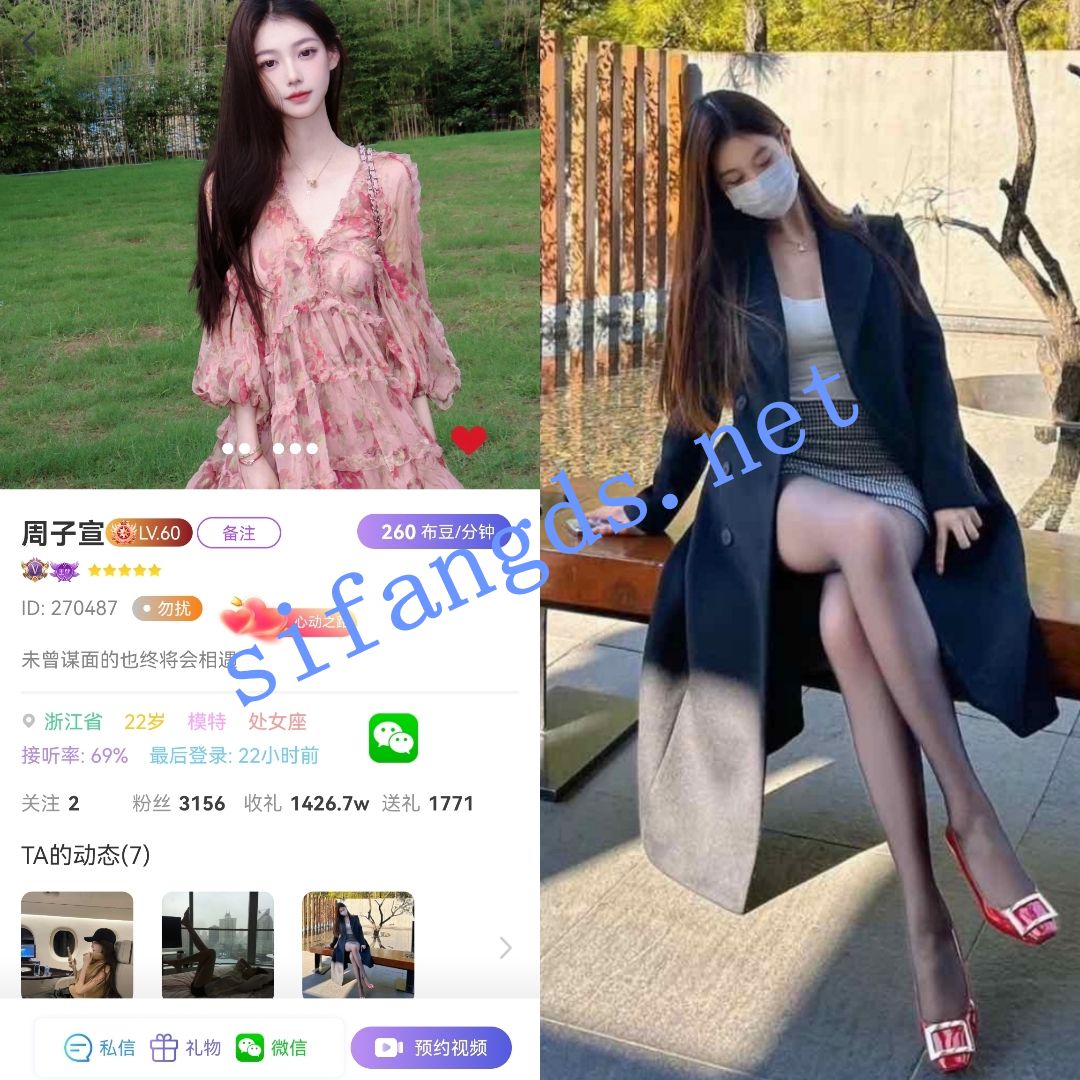 周子宣 LV.60 备注 260 布豆/分钟
ID: 270487 勿扰
心动之
未曾谋面的也终将会相遇
浙江省 22岁 模特 处女座
接听率: 69% 最后登录: 22小时前
关注 2 粉丝 3156 收礼 1426.7w 送礼 1771
TA的动态(7)
私信 礼物 微信 预约视频
sifangds.net